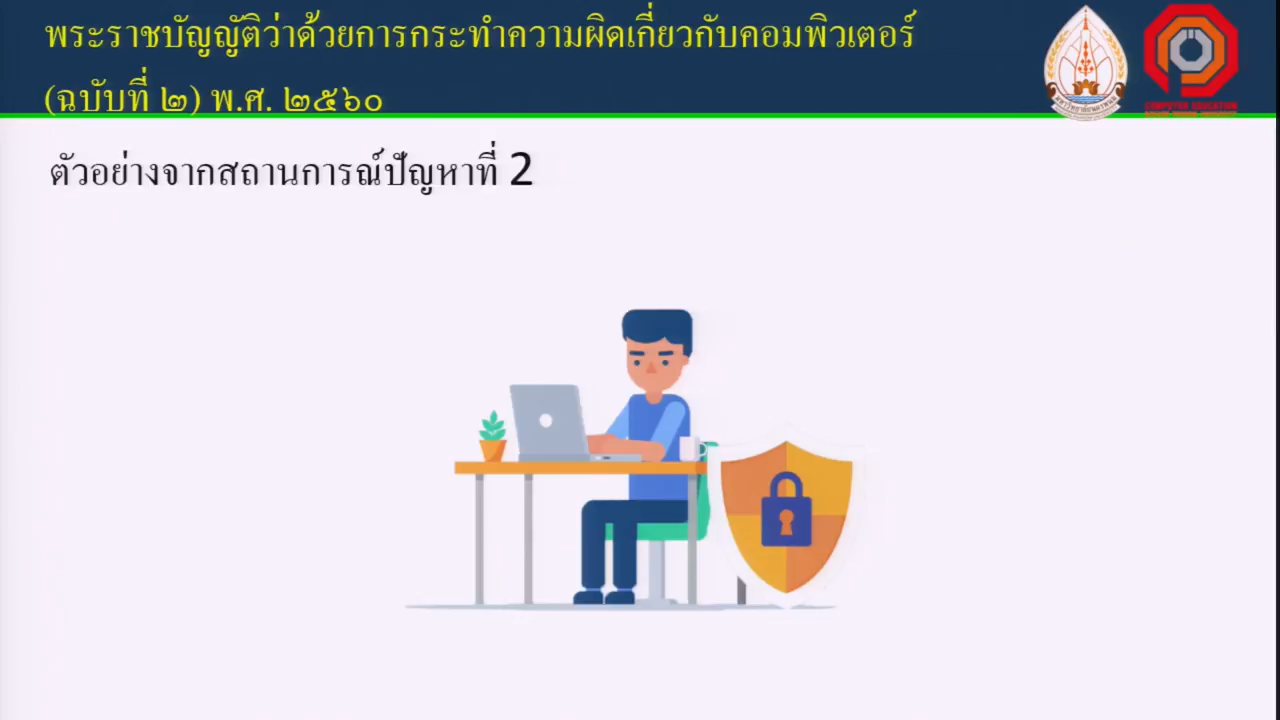 พระราชบัญญัติว่าด้วยการกระทำความผิดเกี่ยวกับคอมพิวเตอร์
(ฉบับที่ ๒) พ.ศ. ๒๕๖๐
COMPUTER EDUCATION
ตัวอย่างจากสถานการณ์ปัญหาที่ 2